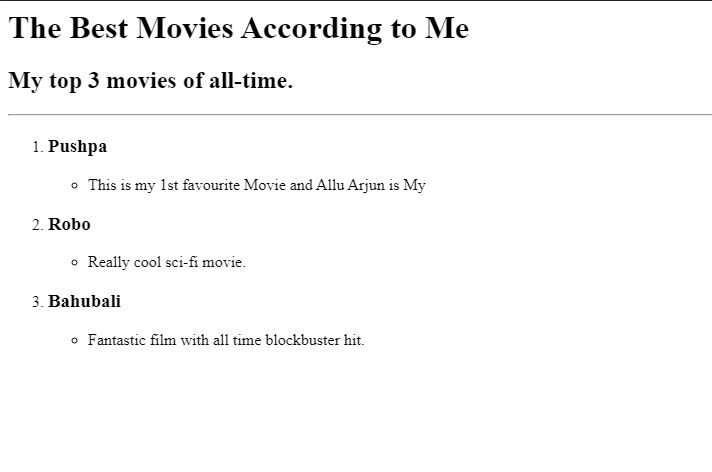 The Best Movies According to Me
My top 3 movies of all-time.
1. Pushpa
This is my 1st favourite Movie and Allu Arjun is My
2. Robo
Really cool sci-fi movie.
3. Bahubali
Fantastic film with all time blockbuster hit.